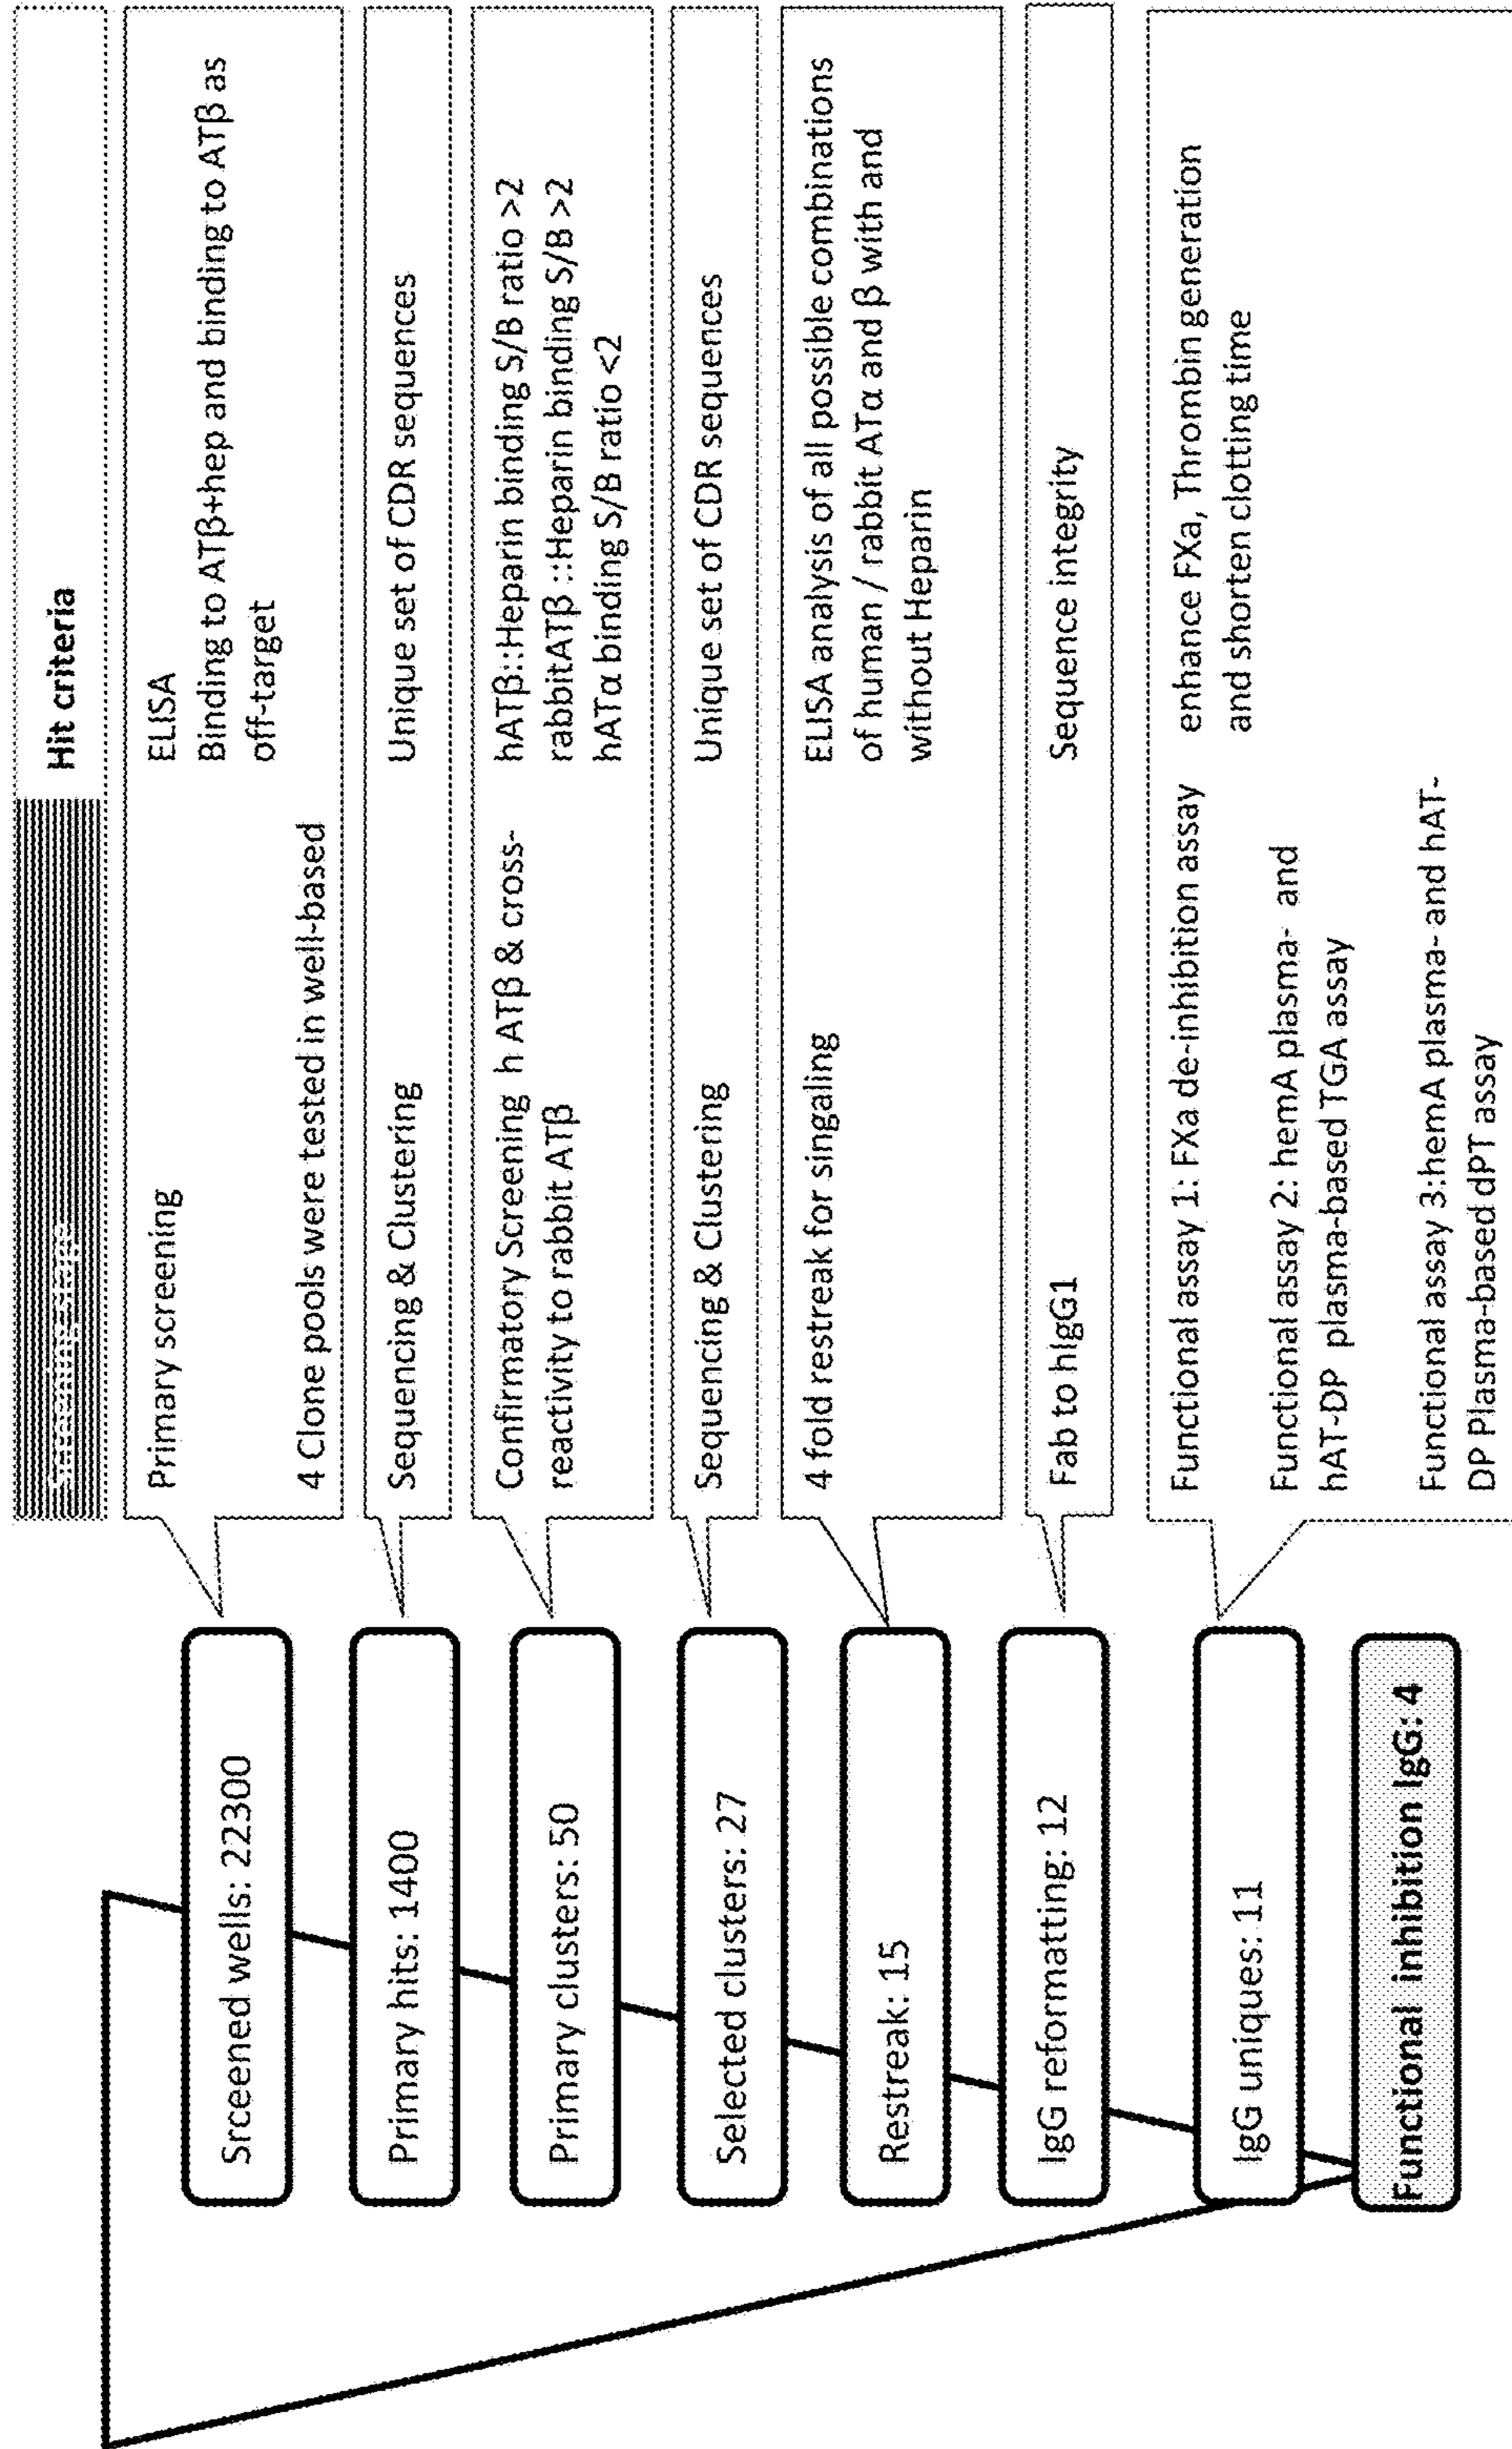 Hit criteria
Srceened wells: 22300
Primary screening
4 Clone pools were tested in well-based
ELISA
Binding to ATβ+hep and binding to ATβ as
off-target
Primary hits: 1400
Sequencing & Clustering
Unique set of CDR sequences
Primary clusters: 50
Confirmatory Screening h ATβ & cross-
reactivity to rabbit ATβ
hATβ::Heparin binding S/B ratio >2
rabbitATβ ::Heparin binding S/B >2
hATα binding S/B ratio <2
Selected clusters: 27
Sequencing & Clustering
Unique set of CDR sequences
Restreak: 15
4 fold restreak for singaling
ELISA analysis of all possible combinations
of human / rabbit ATα and β with and
without Heparin
IgG reformating: 12
Fab to hIgG1
Sequence integrity
IgG uniques: 11
Functional assay 1: FXa de-inhibition assay
Functional assay 2: hemA plasma- and
hAT-DP plasma-based TGA assay
Functional assay 3:hemA plasma- and hAT-
DP Plasma-based dPT assay
enhance FXa, Thrombin generation
and shorten clotting time
Functional inhibition IgG: 4